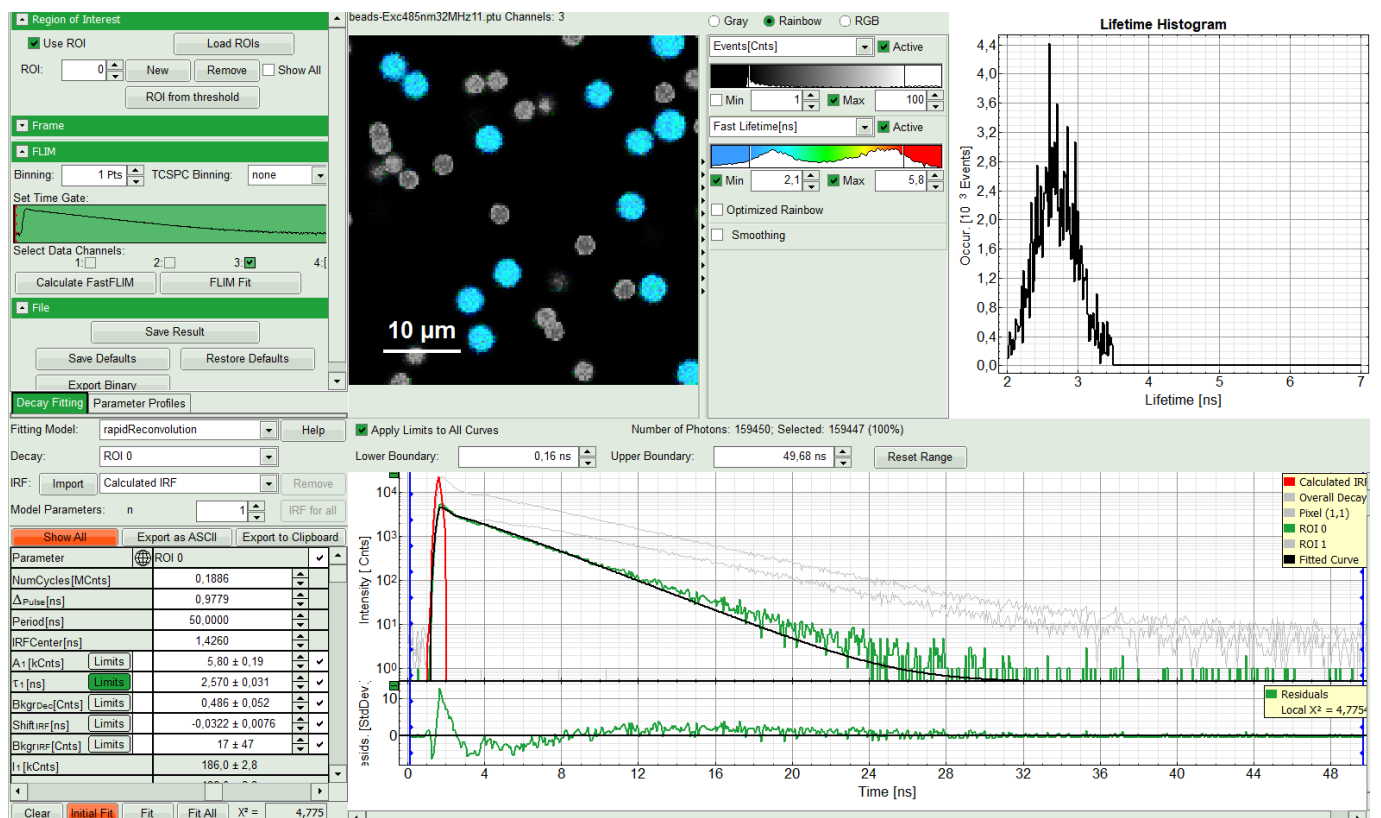 Region of Interest
Use ROI
Load ROIs
ROI:
0
New
Remove
Show All
ROI from threshold
Frame
FLIM
Binning:
1 Pts
TCSPC Binning:
none
Set Time Gate:
Select Data Channels:
1:
2:
3:
4:
Calculate FastFLIM
FLIM Fit
File
Save Result
Save Defaults
Restore Defaults
Export Binary
beads-Exc485nm32MHz11.ptu Channels: 3
10 µm
Gray
Rainbow
RGB
Events[Cnts]
Active
Min
1
Max
100
Fast Lifetime[ns]
Active
Min
2,1
Max
5,8
Optimized Rainbow
Smoothing
Lifetime Histogram
Occur. [10 3 Events]
4,4
4,0
3,6
3,2
2,8
2,4
2,0
1,6
1,2
0,8
0,4
0,0
2 3 4 5 6 7
Lifetime [ns]
Decay Fitting
Parameter Profiles
Fitting Model:
rapidReconvolution
Help
Decay:
ROI 0
IRF:
Import
Calculated IRF
Remove
Model Parameters:
n
1
IRF for all
Show All
Export as ASCII
Export to Clipboard
Parameter
ROI 0
NumCycles[MCnts]
0,1886
ΔPulse[ns]
0,9779
Period[ns]
50,0000
IRFCenter[ns]
1,4260
A1[kCnts]
Limits
5,80 ± 0,19
τ1[ns]
Limits
2,570 ± 0,031
BkgrDec[Cnts]
Limits
0,486 ± 0,052
ShiftIRF[ns]
Limits
-0,0322 ± 0,0076
BkgrIRF[Cnts]
Limits
17 ± 47
I1[kCnts]
186,0 ± 2,8
Clear
Initial Fit
Fit
Fit All
X² =
4,775
Apply Limits to All Curves
Number of Photons: 159450; Selected: 159447 (100%)
Lower Boundary:
0,16 ns
Upper Boundary:
49,68 ns
Reset Range
Intensity [ Cnts]
104
103
102
101
100
Calculated IRF
Overall Decay
Pixel (1,1)
ROI 0
ROI 1
Fitted Curve
esids. [StdDev.
10
0
Residuals
Local X² = 4,7754
0 4 8 12 16 20 24 28 32 36 40 44 48
Time [ns]